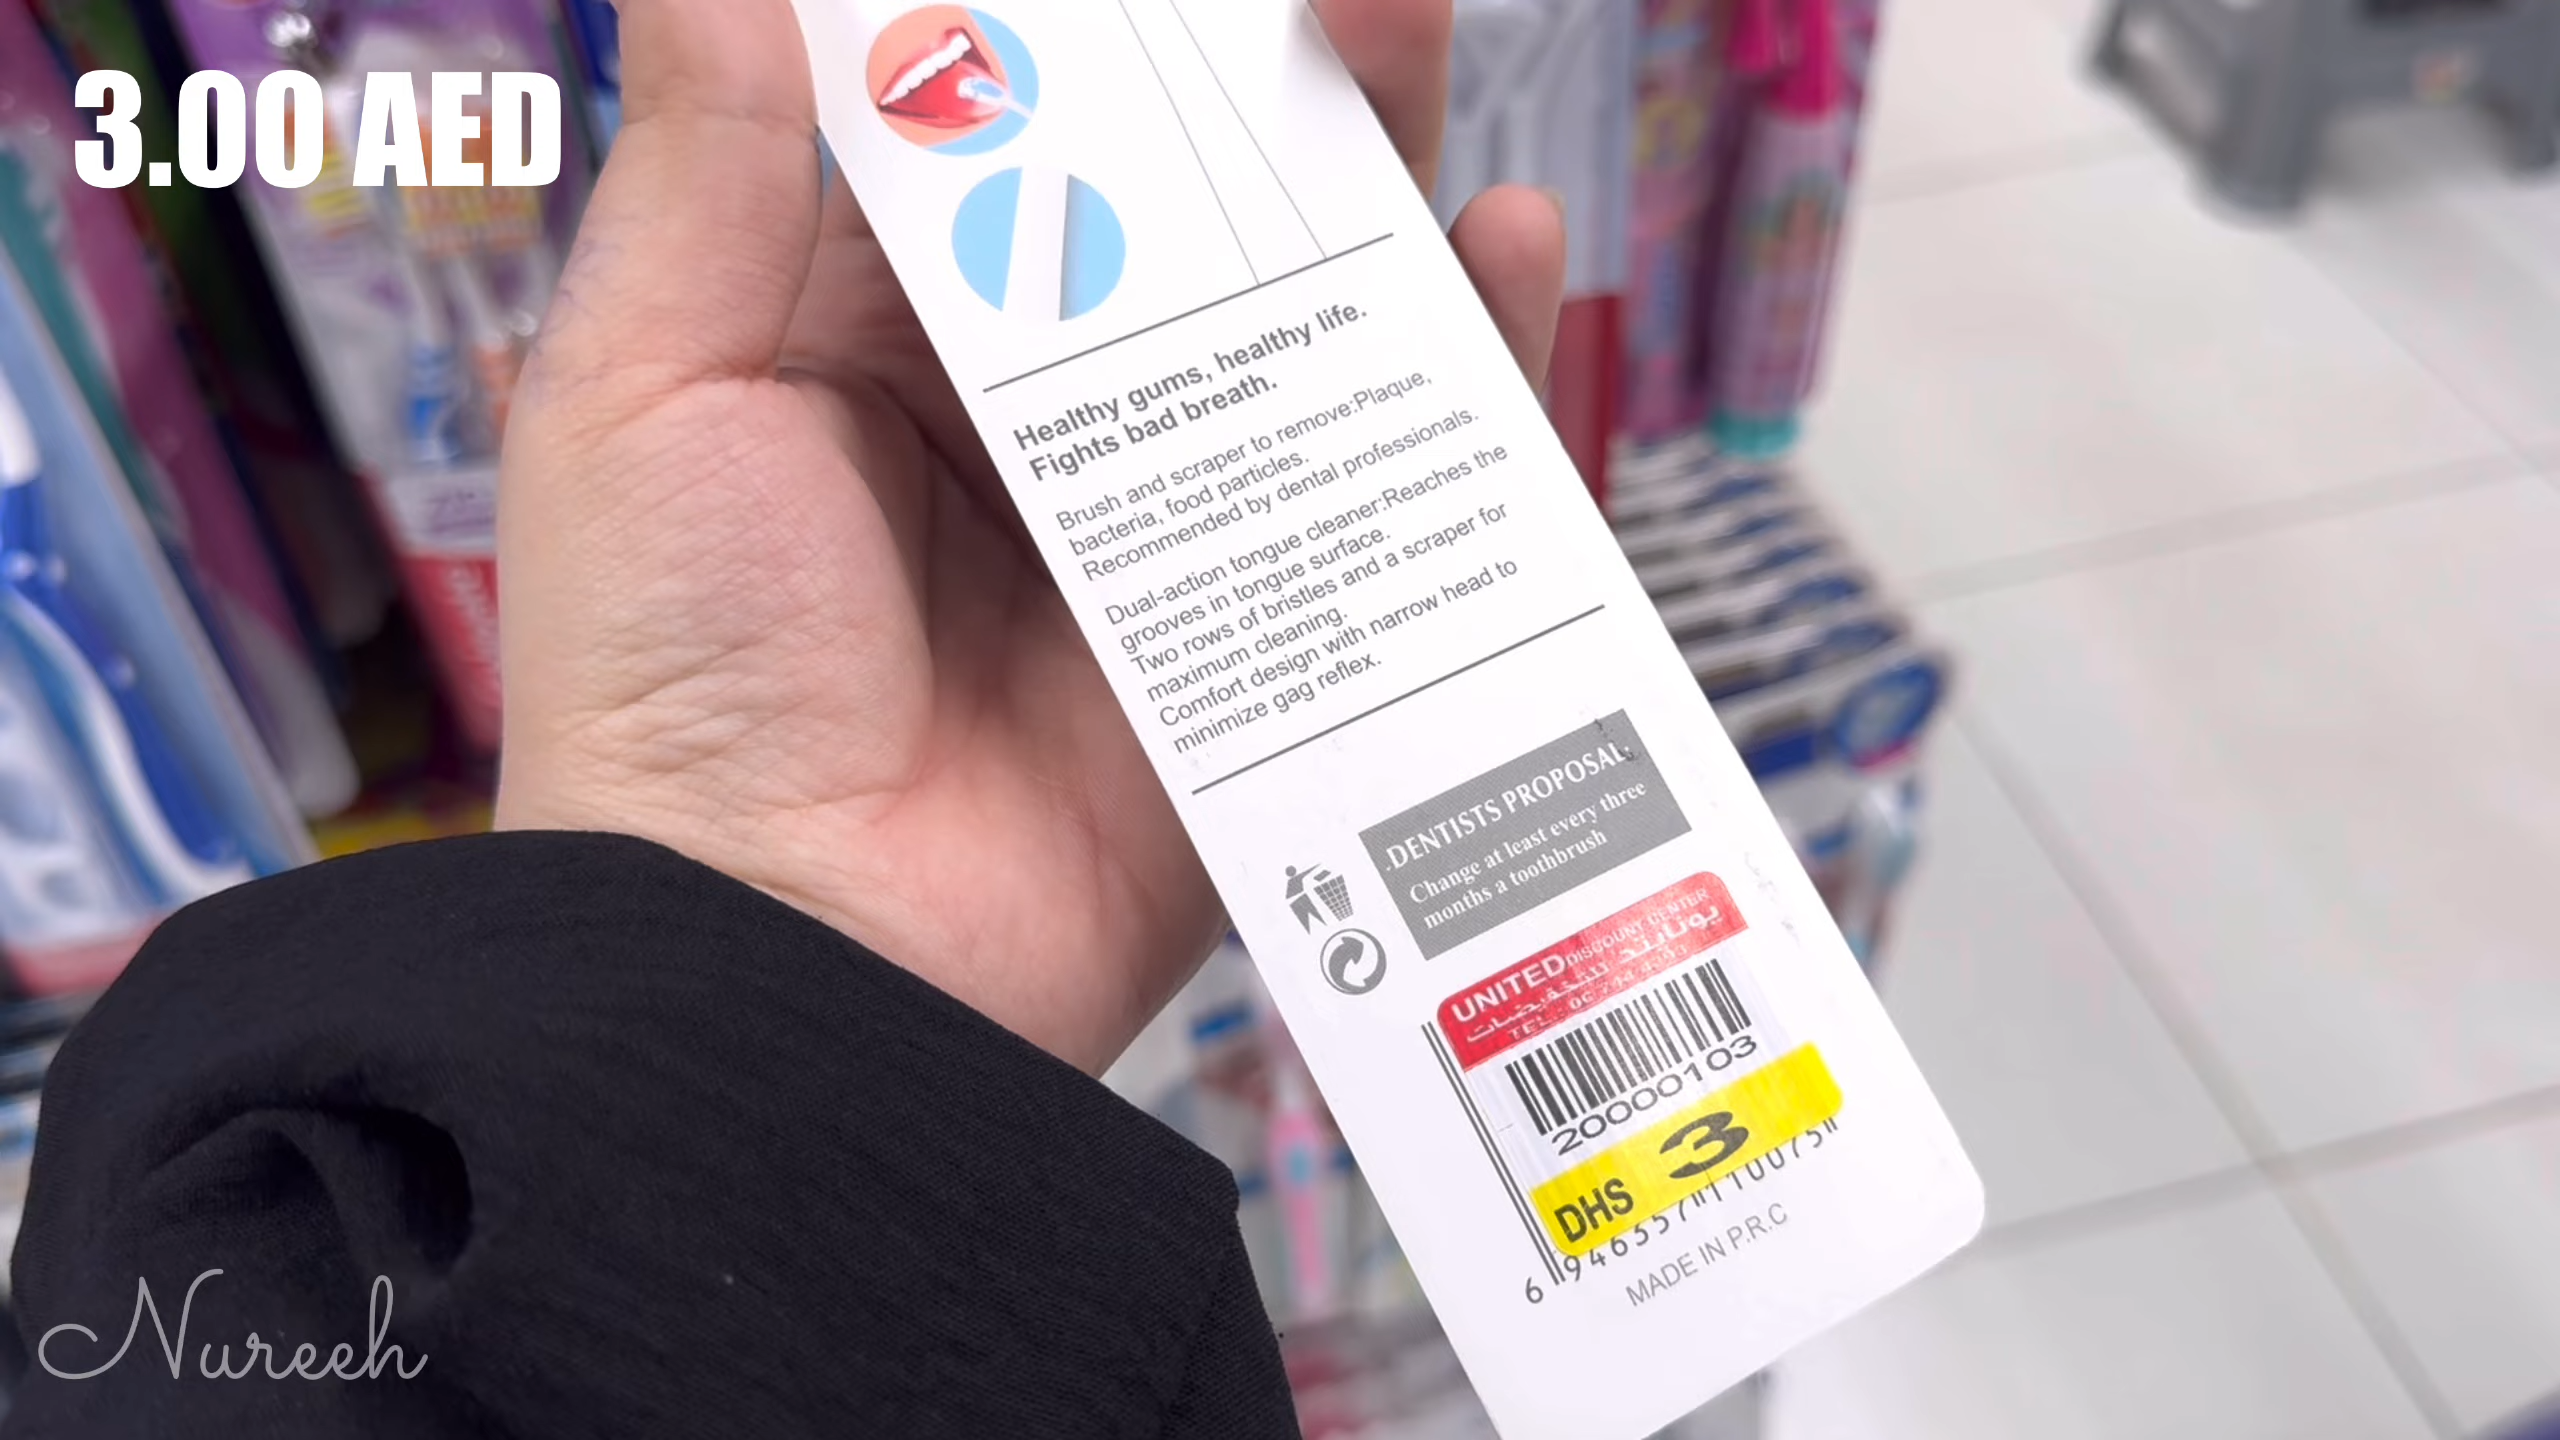 3.00 AED
Healthy gums, healthy life.
Fights bad breath.
Brush and scraper to remove:Plaque,
bacteria, food particles.
Recommended by dental professionals.
Dual-action tongue cleaner:Reaches the
grooves in tongue surface.
Two rows of bristles and a scraper for
maximum cleaning.
Comfort design with narrow head to
minimize gag reflex.
.DENTISTS PROPOSAL.
Change at least every three
months a toothbrush
UNITED DISCOUNT CENTER
يونايتد للتخفيضات
TEL
20000103
DHS 3
MADE IN P.R.C
Nureeh